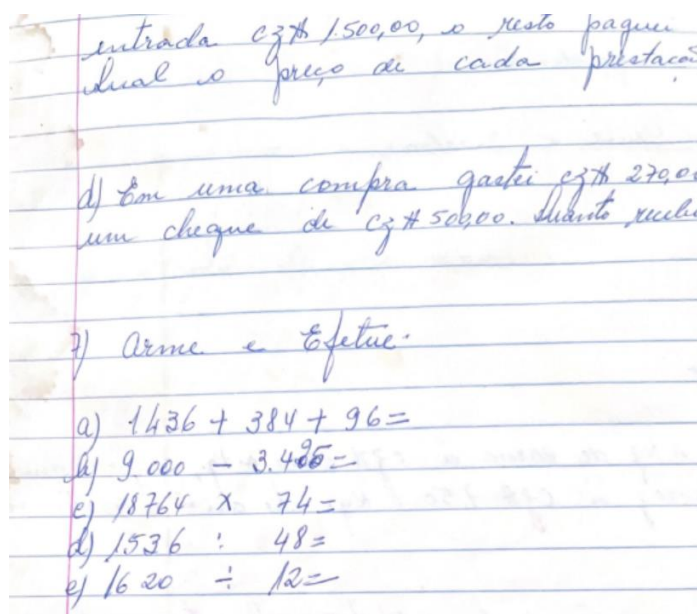 entrada cz$ 1.500,00, o resto paguei
Qual o preço de cada prestação
d) Em uma compra gastei cz$ 270,00
um cheque de cz$ 500,00. Quanto recebi
7) Arme e Efetue.
a) 1436 + 384 + 96=
b) 9.000 - 3.495=
c) 18764 x 74=
d) 1536 : 48=
e) 1620 ÷ 12=